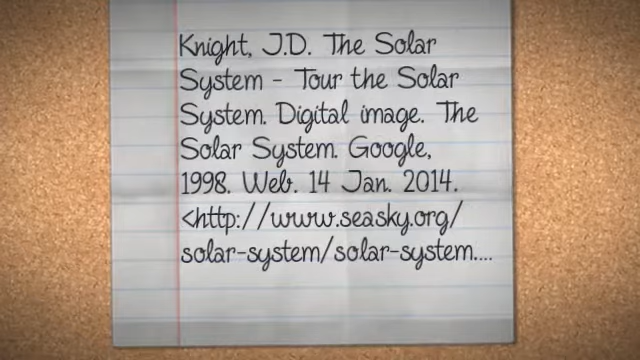 Knight, J.D. The Solar
System - Tour the Solar
System. Digital image. The
Solar System. Google,
1998. Web. 14 Jan. 2014.
<http://www.seasky.org/
solar-system/solar-system....